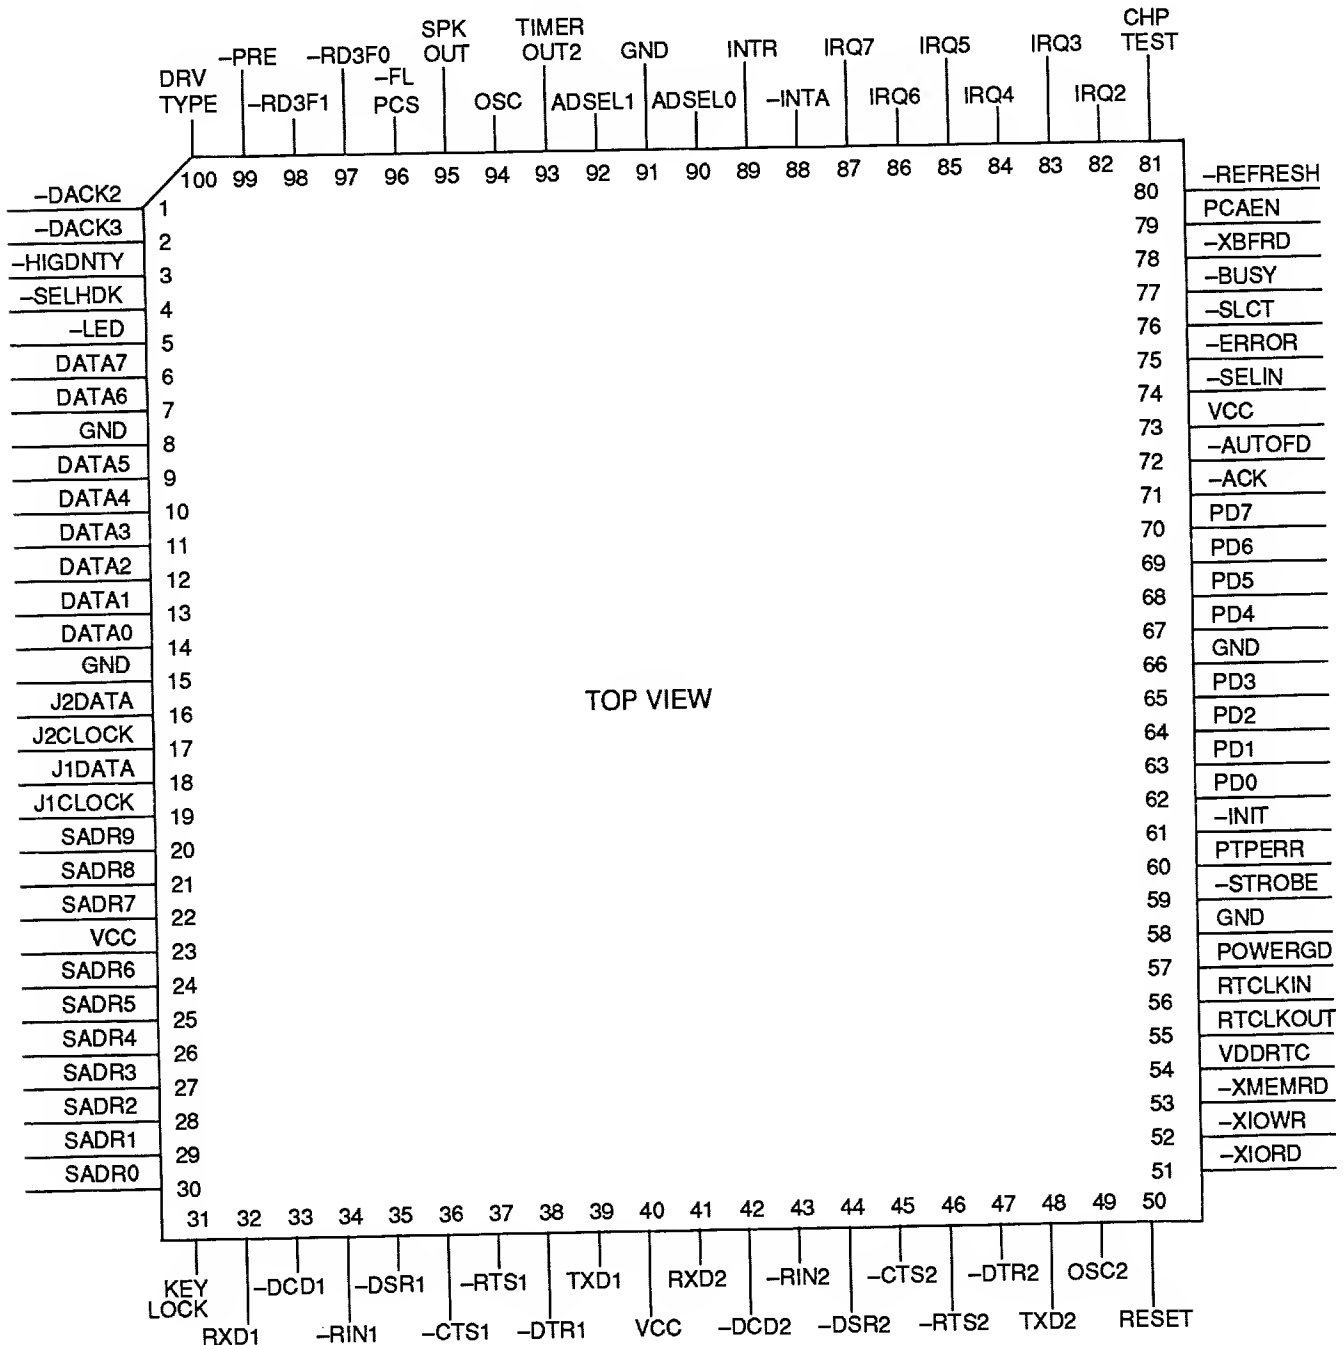 CHP
TEST
SPK
OUT
TIMER
OUT2
–PRE
–RD3F0
GND
INTR
IRQ7
IRQ5
IRQ3
DRV
TYPE
–RD3F1
–FL
PCS
OSC
ADSEL1
ADSEL0
–INTA
IRQ6
IRQ4
IRQ2
100 99 98 97 96 95 94 93 92 91 90 89 88 87 86 85 84 83 82 81
–DACK2 1
–DACK3 2
–HIGDNTY 3
–SELHDK 4
–LED 5
DATA7 6
DATA6 7
GND 8
DATA5 9
DATA4 10
DATA3 11
DATA2 12
DATA1 13
DATA0 14
GND 15
J2DATA 16
J2CLOCK 17
J1DATA 18
J1CLOCK 19
SADR9 20
SADR8 21
SADR7 22
VCC 23
SADR6 24
SADR5 25
SADR4 26
SADR3 27
SADR2 28
SADR1 29
SADR0 30
TOP VIEW
80 –REFRESH
79 PCAEN
78 –XBFRD
77 –BUSY
76 –SLCT
75 –ERROR
74 –SELIN
73 VCC
72 –AUTOFD
71 –ACK
70 PD7
69 PD6
68 PD5
67 PD4
66 GND
65 PD3
64 PD2
63 PD1
62 PD0
61 –INIT
60 PTPERR
59 –STROBE
58 GND
57 POWERGD
56 RTCLKIN
55 RTCLKOUT
54 VDDRTC
53 –XMEMRD
52 –XIOWR
51 –XIORD
31 32 33 34 35 36 37 38 39 40 41 42 43 44 45 46 47 48 49 50
KEY
LOCK
–DCD1
–DSR1
–RTS1
TXD1
RXD2
–RIN2
–CTS2
–DTR2
OSC2
RXD1
–RIN1
–CTS1
–DTR1
VCC
–DCD2
–DSR2
–RTS2
TXD2
RESET